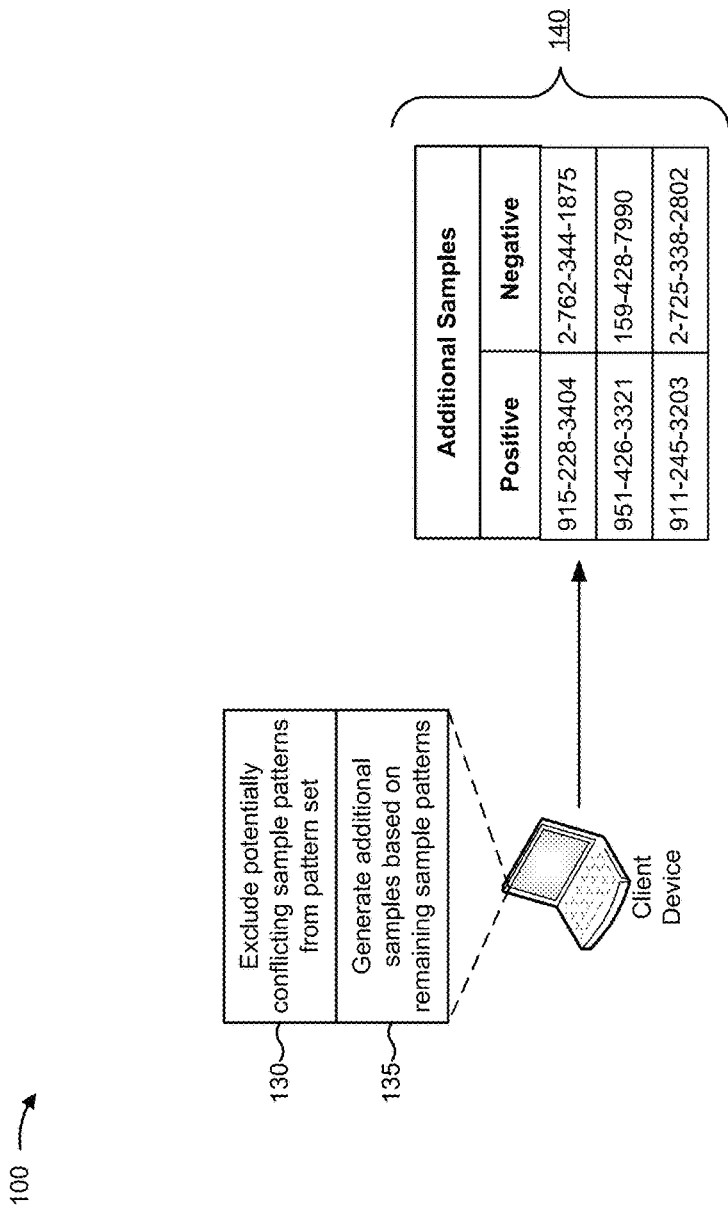 100
130
Exclude potentially
conflicting sample patterns
from pattern set
135
Generate additional
samples based on
remaining sample patterns
Client
Device
Additional Samples
Positive Negative
915-228-3404 2-762-344-1875
951-426-3321 159-428-7990
911-245-3203 2-725-338-2802
140